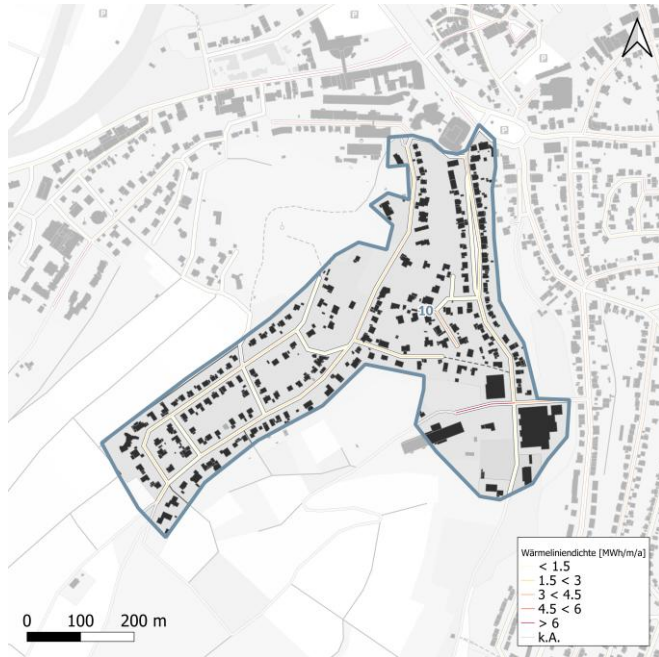 P
P
P
10
Wärmeliniendichte [MWh/m/a]
< 1.5
1.5 < 3
3 < 4.5
4.5 < 6
> 6
k.A.
0 100 200 m